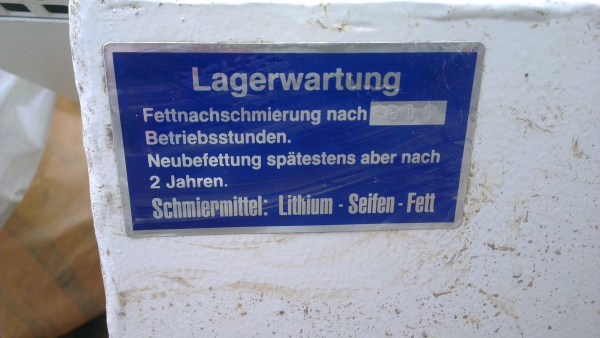 Lagerwartung
Fettnachschmierung nach
Betriebsstunden.
Neubefettung spätestens aber nach
2 Jahren.
Schmiermittel: Lithium - Seifen - Fett